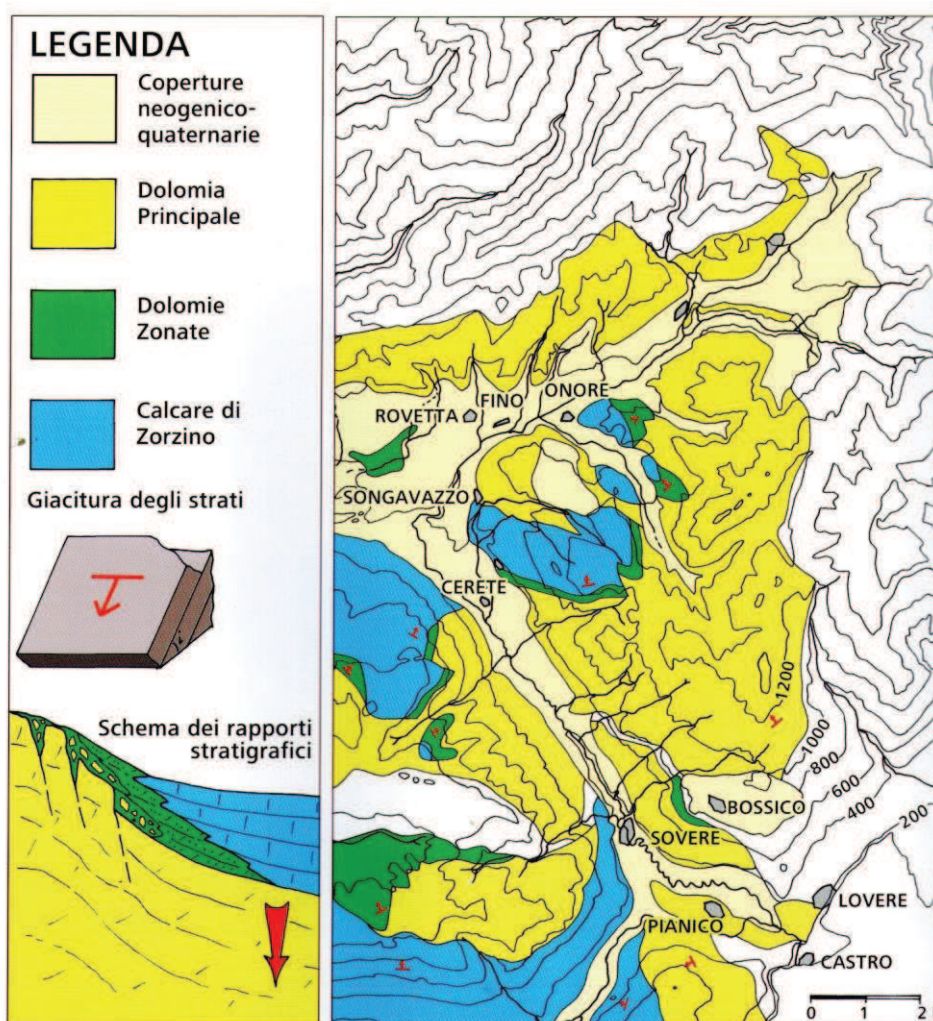 LEGENDA
Coperture
neogenico-
quaternarie
Dolomia
Principale
Dolomie
Zonate
Calcare di
Zorzino
Giacitura degli strati
Schema dei rapporti
stratigrafici
ROVETTA
FINO
ONORE
SONGAVAZZO
CERETE
1200
1000
800
600
400
200
BOSSICO
SOVERE
LOVERE
PIANICO
CASTRO
0 1 2